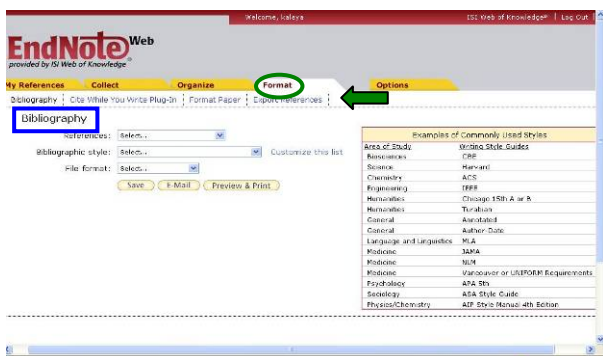 Welcome, kaleya ISI Web of Knowledge℠ | Log Out
EndNote® Web
provided by ISI Web of Knowledge
My References Collect Organize Format Options
Bibliography Cite While You Write Plug-In Format Paper Export References
Bibliography
References: Select...
Bibliographic style: Select... Customize this list
File format: Select...
Save E-Mail Preview & Print
Examples of Commonly Used Styles
Area of Study Writing Style Guides
Biosciences CBE
Science Harvard
Chemistry ACS
Engineering IEEE
Humanities Chicago 15th A or B
Humanities Turabian
General Annotated
General Author-Date
Language and Linguistics MLA
Medicine JAMA
Medicine NLM
Medicine Vancouver or UNIFORM Requirements
Psychology APA 5th
Sociology ASA Style Guide
Physics/Chemistry AIP Style Manual 4th Edition